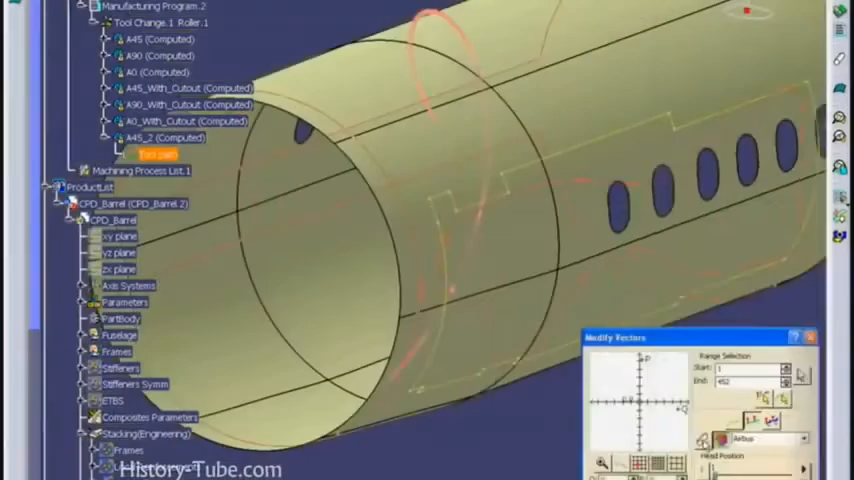 Manufacturing Program.2
Tool Change.1 Roller.1
A45 (Computed)
A90 (Computed)
A0 (Computed)
A45_With_Cutout (Computed)
A90_With_Cutout (Computed)
A0_With_Cutout (Computed)
A45_2 (Computed)
Tool path
Machining Process List.1
ProductList
CPD_Barrel (CPD_Barrel.2)
CPD_Barrel
xy plane
yz plane
zx plane
Axis Systems
Parameters
PartBody
Fuselage
Frames
Stiffeners
Stiffeners Symm
ETBS
Composites Parameters
Stacking(Engineering)
Frames
History-Tube.com
Modify Vectors
Range Selection
Start: 1
End: 452
Airbus
Head Position